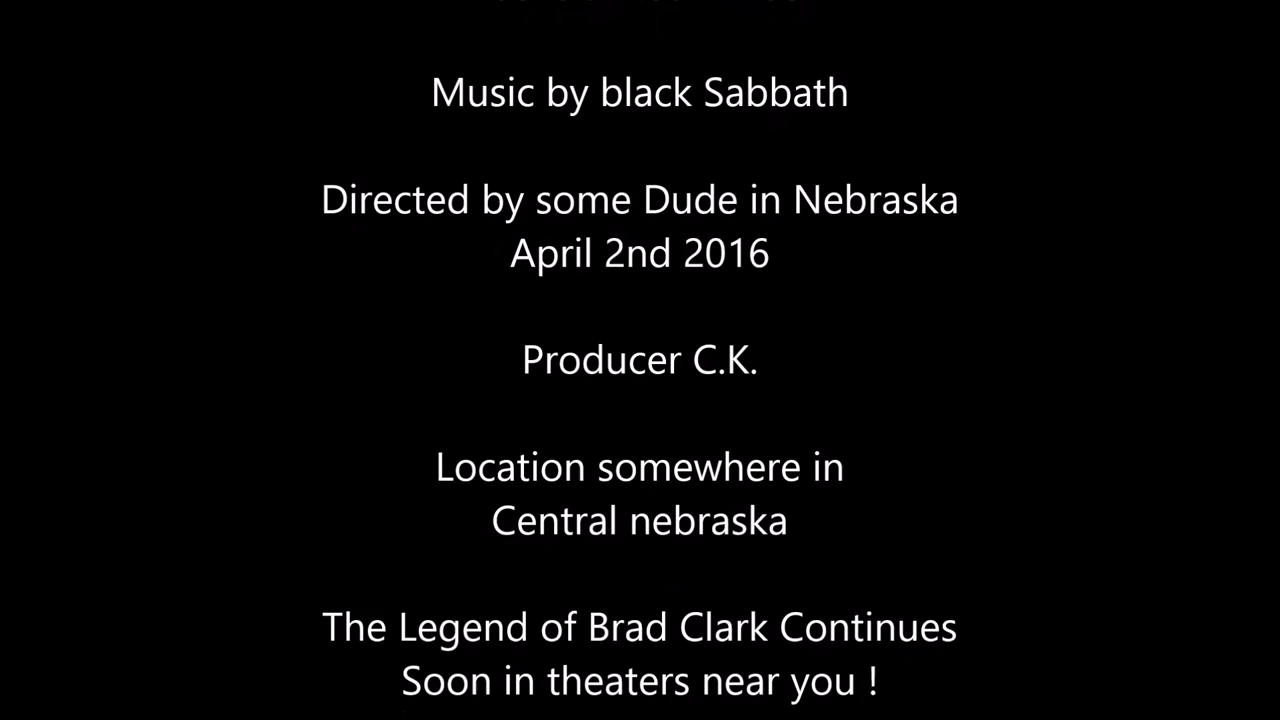 Music by black Sabbath
Directed by some Dude in Nebraska
April 2nd 2016
Producer C.K.
Location somewhere in
Central nebraska
The Legend of Brad Clark Continues
Soon in theaters near you !